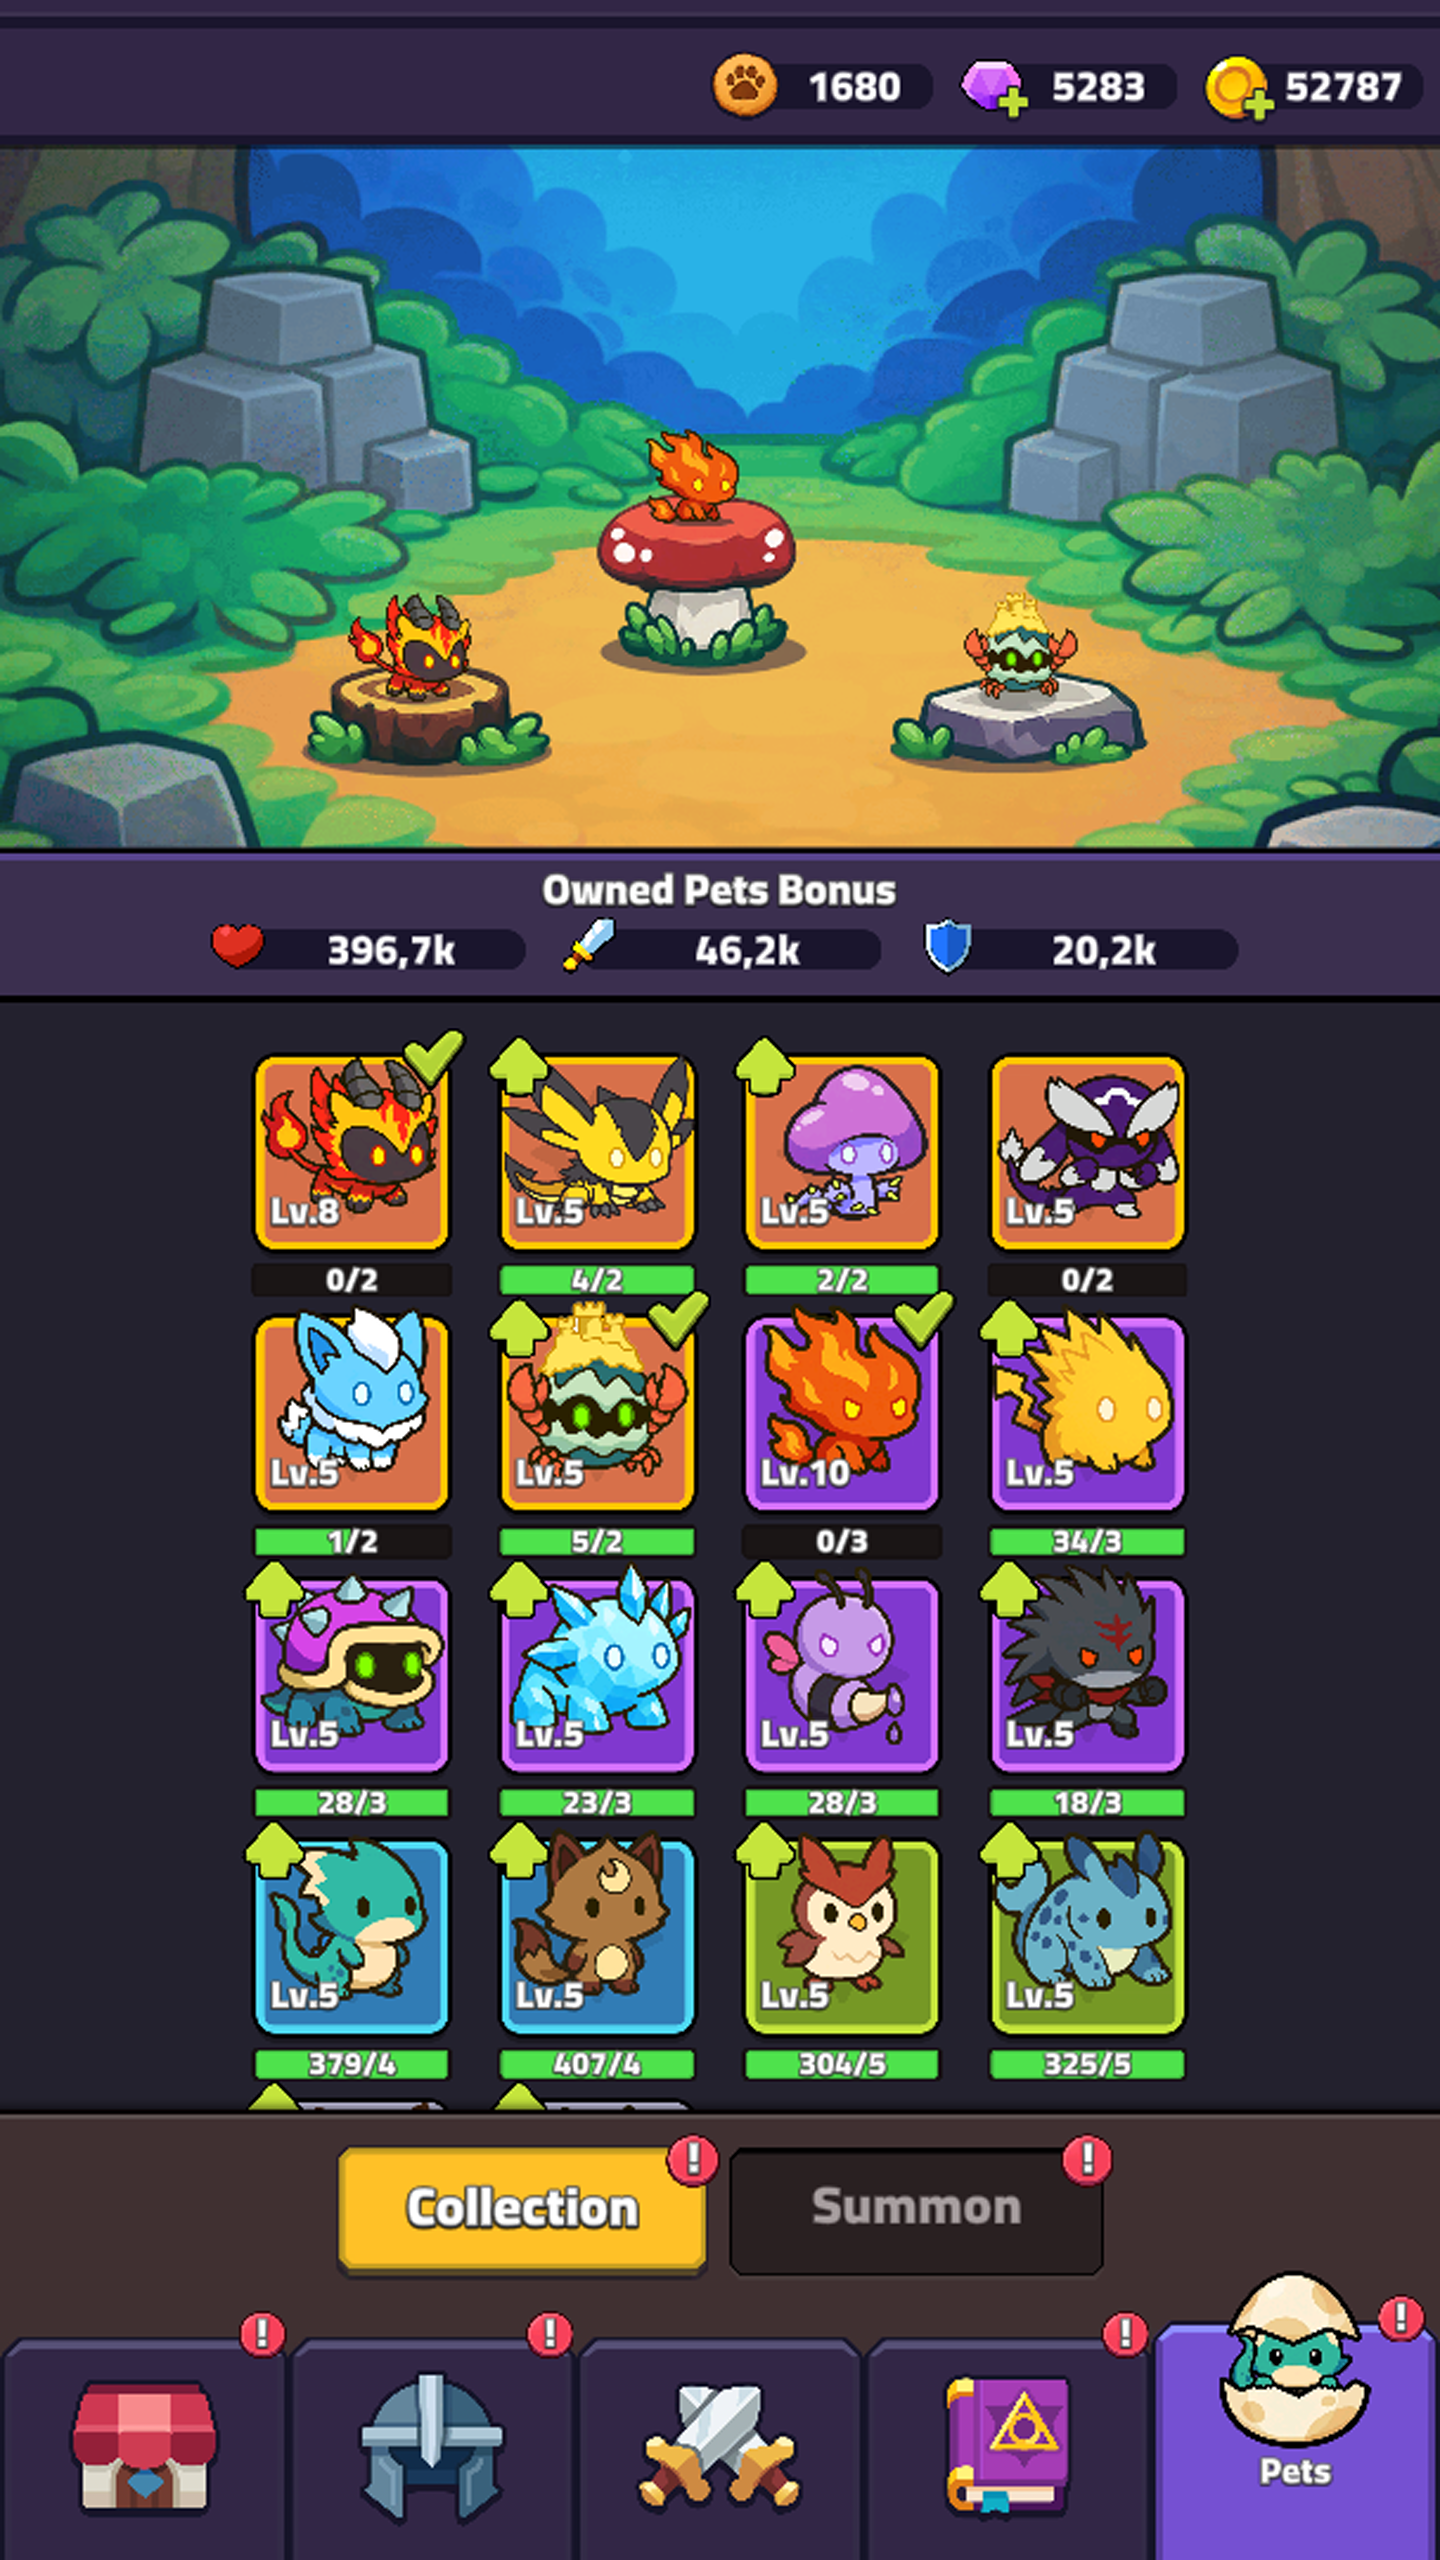 1680 5283 52787
Owned Pets Bonus
396,7k 46,2k 20,2k
Lv.8 Lv.5 Lv.5 Lv.5
0/2 4/2 2/2 0/2
Lv.5 Lv.5 Lv.10 Lv.5
1/2 5/2 0/3 34/3
Lv.5 Lv.5 Lv.5 Lv.5
28/3 23/3 28/3 18/3
Lv.5 Lv.5 Lv.5 Lv.5
379/4 407/4 304/5 325/5
! !
Collection Summon
! ! ! !
Pets